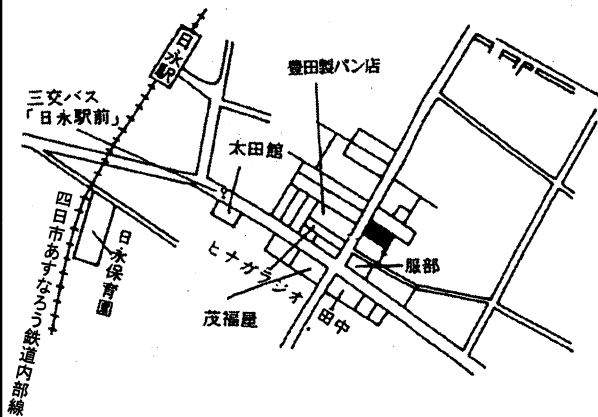 日永駅
豊田製パン店
三交バス
「日永駅前」
太田館
日永保育園
ヒナガラジオ
服部
茂福屋
田中
四日市あすなろう鉄道内部線